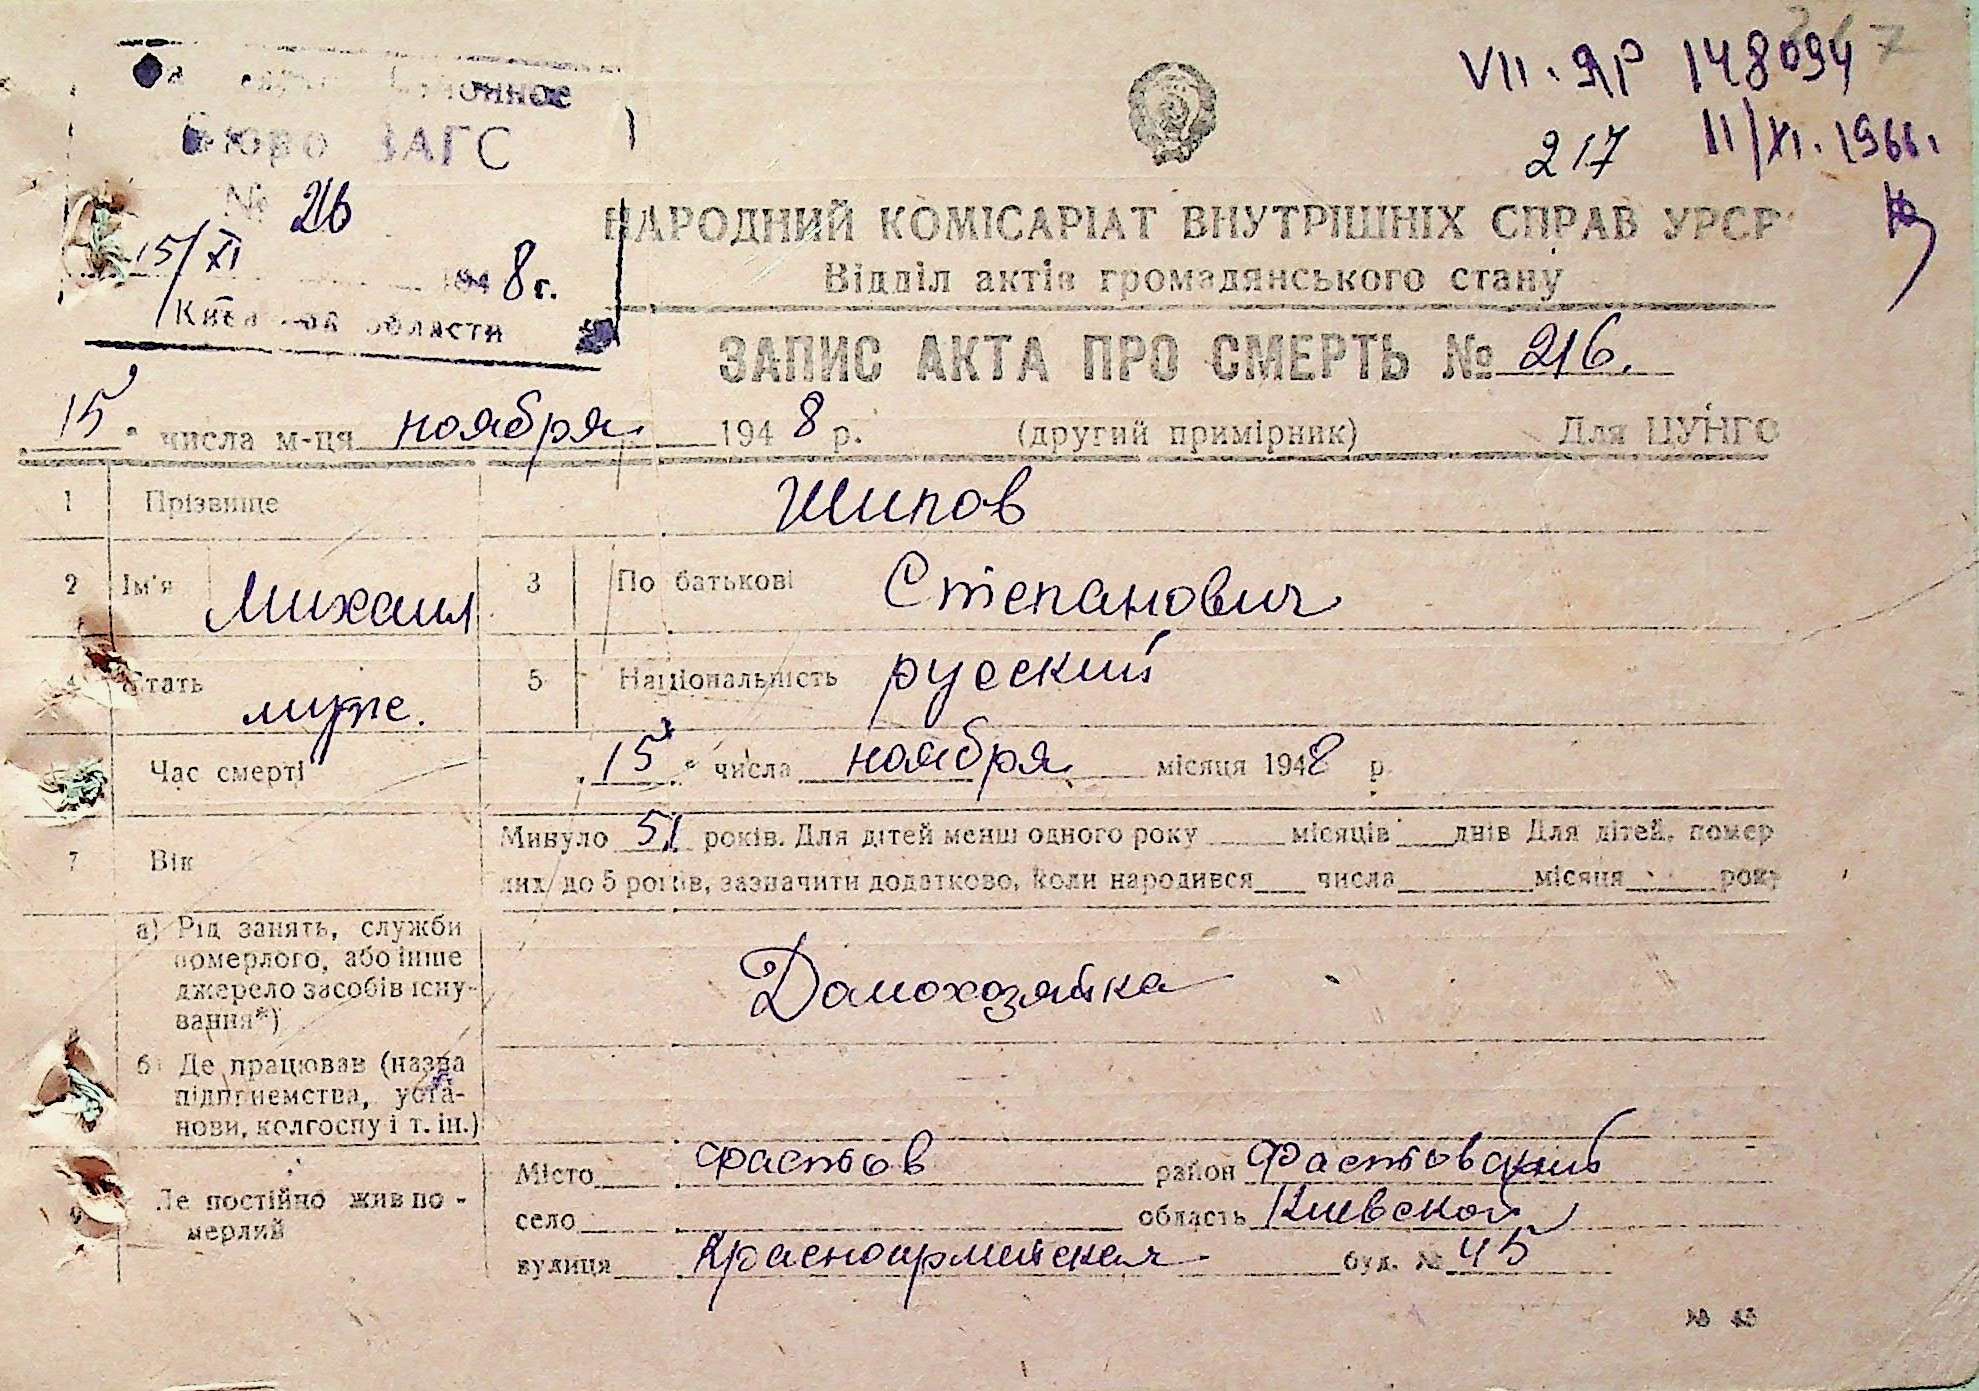 VII. ЯР 148094
217
11/XI. 1966.
Бюро ЗАГС
№ 216
15/XI 1948г.
области
НАРОДНИЙ КОМІСАРІАТ ВНУТРІШНІХ СПРАВ УРСР
Відділ актів громадянського стану
ЗАПИС АКТА ПРО СМЕРТЬ № 216.
15 числа м-ця ноября 1948 р. (другий примірник) Для ЦУНГО
1 Прізвище Шипов
2 Ім'я Михаил 3 По батькові Степанович
4 Стать муж. 5 Національність русский
Час смерті 15 числа ноября місяця 1948 р.
7 Вік Минуло 51 років. Для дітей менш одного року місяців днів Для дітей, помер
лих до 5 років, зазначити додатково, коли народився числа місяця року
а) Рід занять, служби
померлого, або інше
джерело засобів існу-
вання*) Домохозяйка
б) Де працював (назва
підприємства, уста-
нови, колгоспу і т. ін.)
9 Де постійно жив по-
мерлий
Місто Фастов район Фастовский
село область Киевской
вулиця Красноармейская буд. № 45